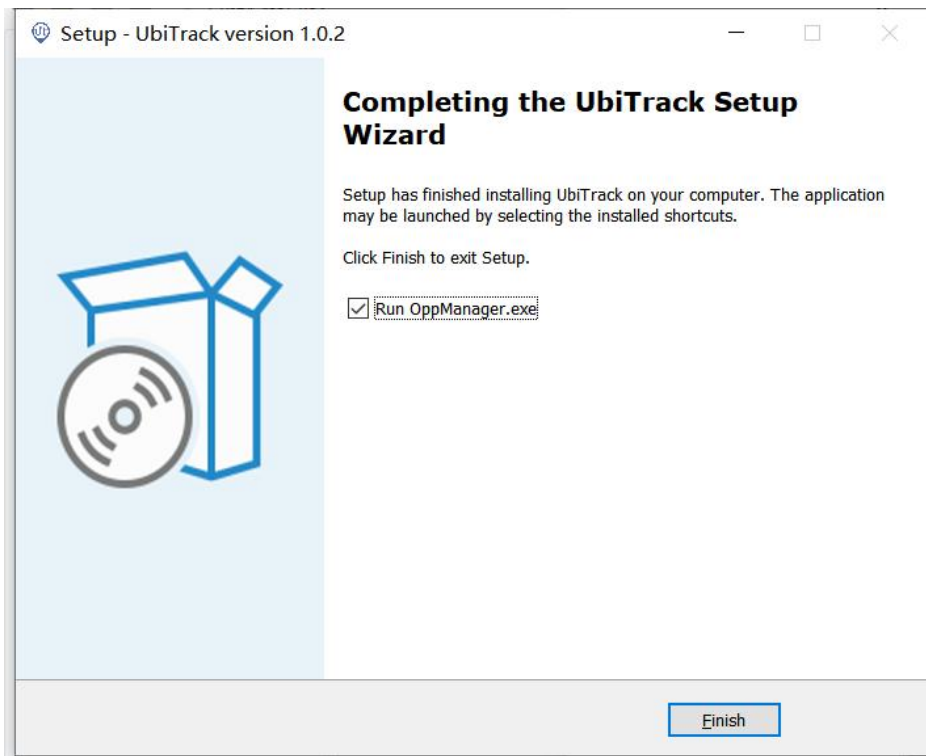 Setup - UbiTrack version 1.0.2
Completing the UbiTrack Setup
Wizard
Setup has finished installing UbiTrack on your computer. The application
may be launched by selecting the installed shortcuts.
Click Finish to exit Setup.
Run OppManager.exe
Finish